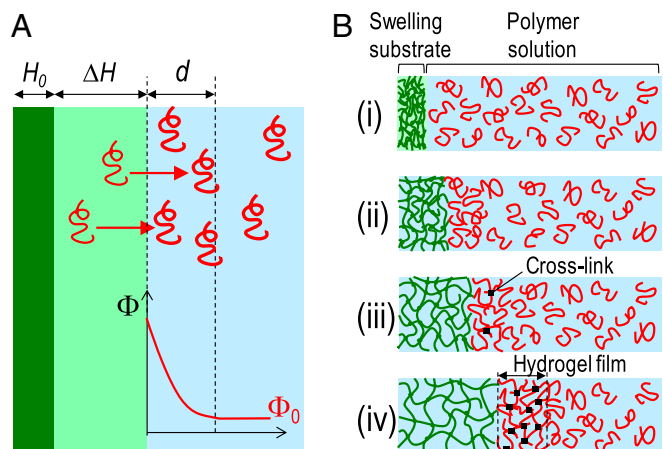 A
H₀ ΔH d
Φ
Φ₀
B
Swelling substrate
Polymer solution
(i)
(ii)
Cross-link
(iii)
Hydrogel film
(iv)